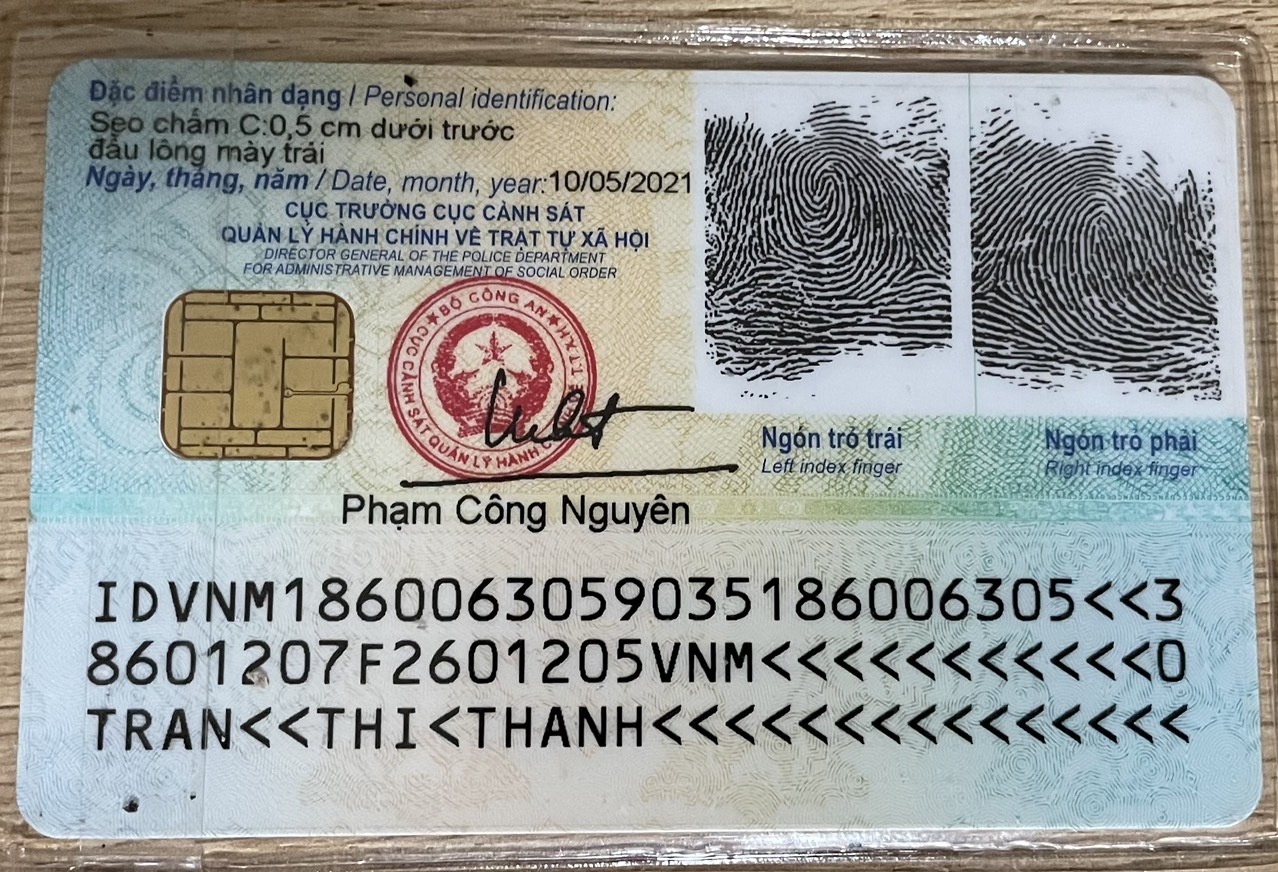 Đặc điểm nhân dạng / Personal identification:
Sẹo chấm C:0,5 cm dưới trước
đầu lông mày trái
Ngày, tháng, năm / Date, month, year:10/05/2021
CỤC TRƯỞNG CỤC CẢNH SÁT
QUẢN LÝ HÀNH CHÍNH VỀ TRẬT TỰ XÃ HỘI
DIRECTOR GENERAL OF THE POLICE DEPARTMENT
FOR ADMINISTRATIVE MANAGEMENT OF SOCIAL ORDER
BỘ CÔNG AN
CỤC CẢNH SÁT QUẢN LÝ HÀNH
Ngón trỏ trái
Left index finger
Ngón trỏ phải
Right index finger
Phạm Công Nguyên
IDVNM1860063059035186006305<<3
8601207F2601205VNM<<<<<<<<<<<0
TRAN<<THI<THANH<<<<<<<<<<<<<<<